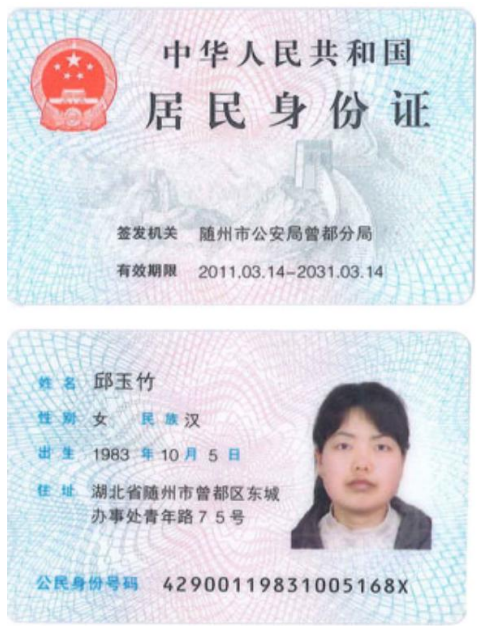 中华人民共和国
居民身份证
签发机关 随州市公安局曾都分局
有效期限 2011.03.14-2031.03.14
姓名 邱玉竹
性别 女 民族 汉
出生 1983 年 10 月 5 日
住址 湖北省随州市曾都区东城
办事处青年路75号
公民身份号码 42900119831005168X